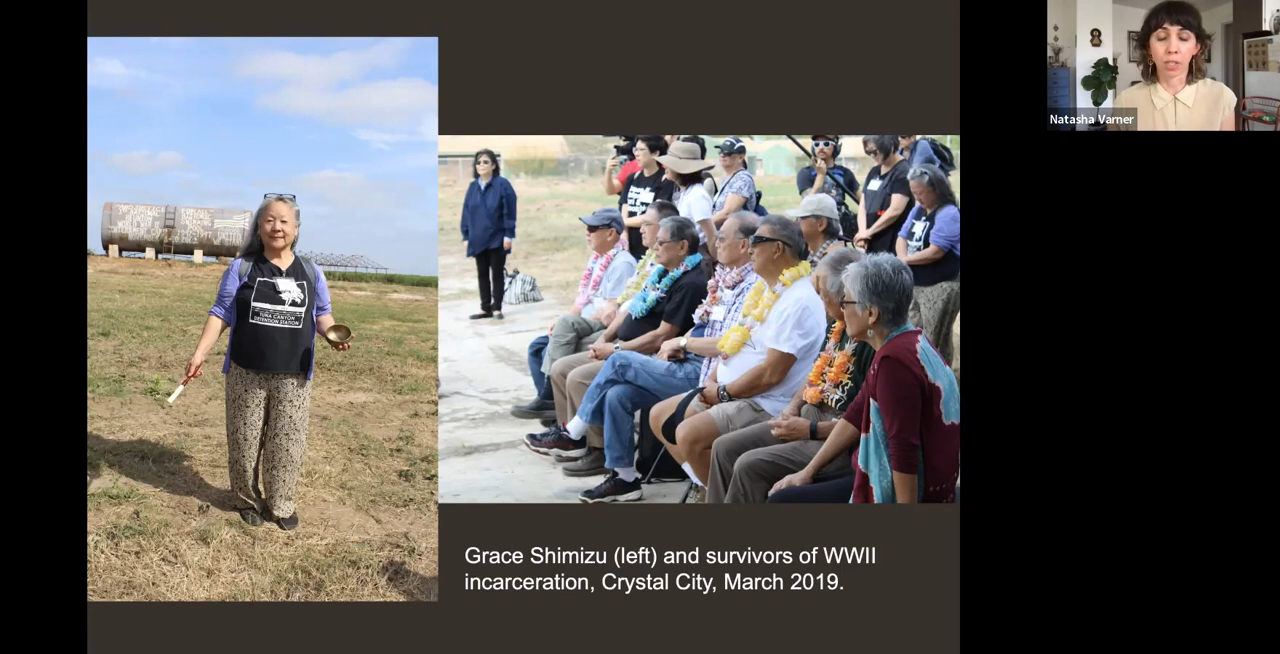 TUNA CANYON
DETENTION STATION
Grace Shimizu (left) and survivors of WWII
incarceration, Crystal City, March 2019.
Natasha Varner